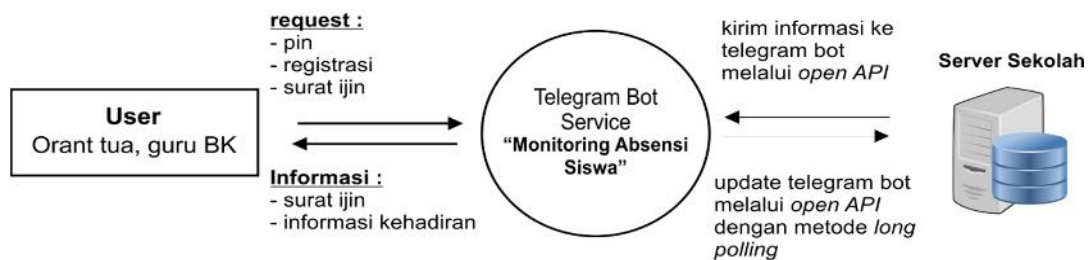 request :
- pin
- registrasi
- surat ijin
User
Orant tua, guru BK
Informasi :
- surat ijin
- informasi kehadiran
Telegram Bot
Service
“Monitoring Absensi
Siswa”
kirim informasi ke
telegram bot
melalui open API
update telegram bot
melalui open API
dengan metode long
polling
Server Sekolah